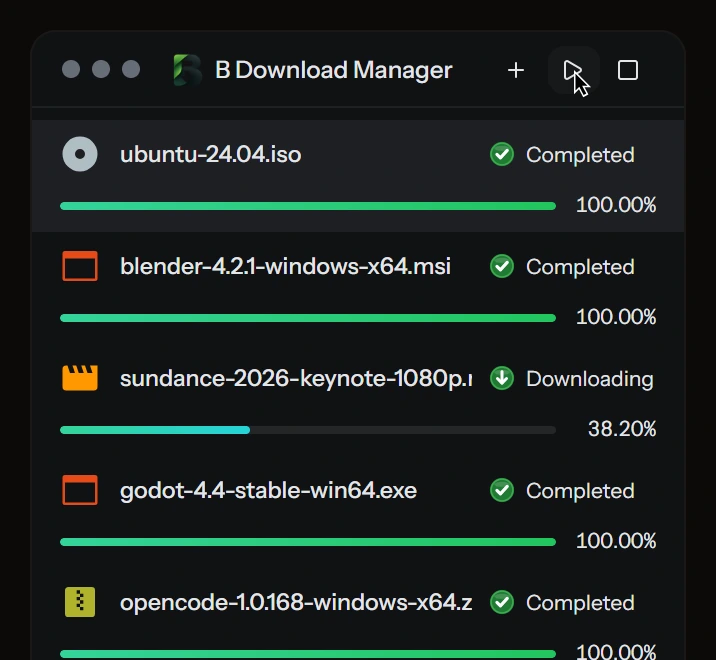 B Download Manager
ubuntu-24.04.iso Completed
100.00%
blender-4.2.1-windows-x64.msi Completed
100.00%
sundance-2026-keynote-1080p. Downloading
38.20%
godot-4.4-stable-win64.exe Completed
100.00%
opencode-1.0.168-windows-x64.z Completed
100.00%